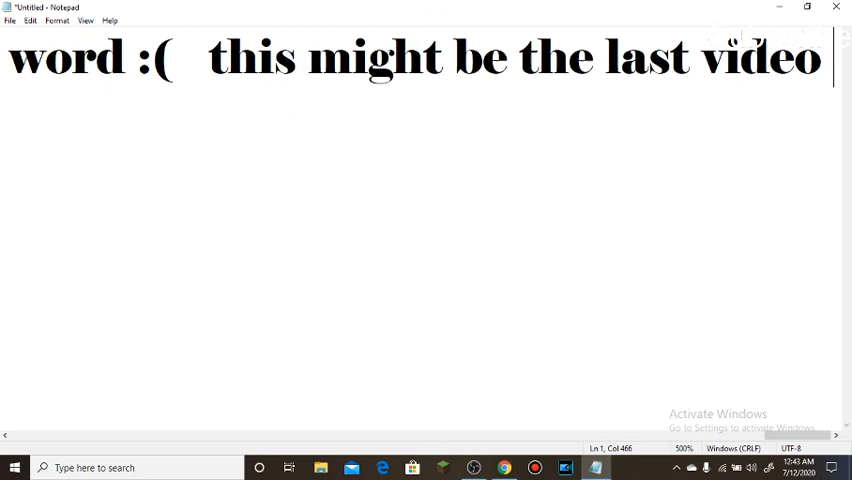 *Untitled - Notepad
File Edit Format View Help
word :( this might be the last video
Activate Windows
Go to Settings to activate Windows.
Ln 1, Col 466 500% Windows (CRLF) UTF-8
Type here to search
12:43 AM
7/12/2020